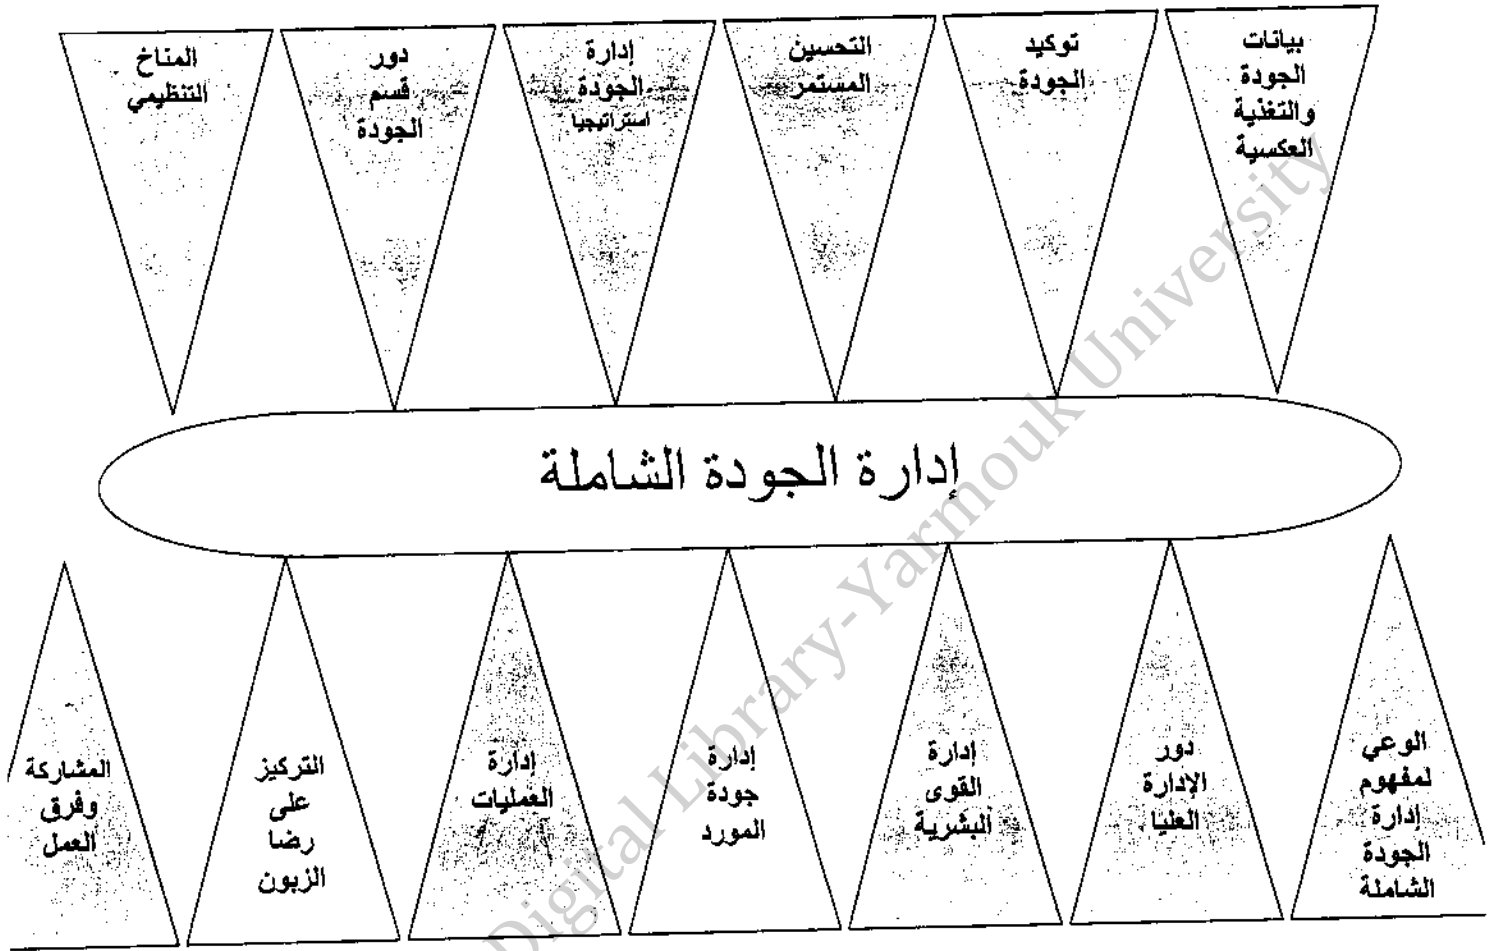 بيانات
الجودة
والتغذية
العكسية
توكيد
الجودة
التحسين
المستمر
إدارة
الجودة
استراتيجيا
دور
قسم
الجودة
المناخ
التنظيمي
إدارة الجودة الشاملة
الوعي
لمفهوم
إدارة
الجودة
الشاملة
دور
الإدارة
العليا
إدارة
القوى
البشرية
إدارة
جودة
المورد
إدارة
العمليات
التركيز
على
رضا
الزبون
المشاركة
وفرق
العمل
Digital Library-Yarmouk University